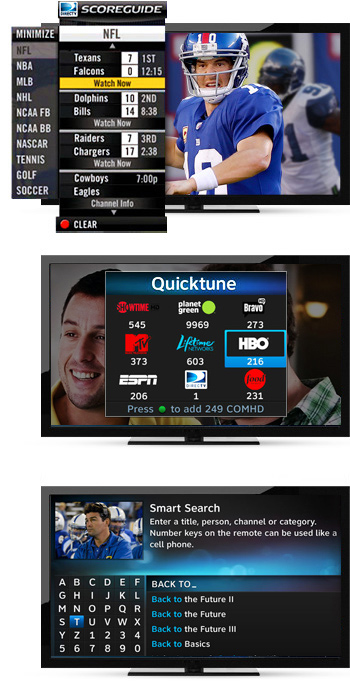 DIRECTV SCOREGUIDE
MINIMIZE
NFL
NBA
MLB
NHL
NCAA FB
NCAA BB
NASCAR
TENNIS
GOLF
SOCCER
NFL
Texans 7 1ST
Falcons 0 12:15
Watch Now
Dolphins 10 2ND
Bills 14 8:38
Watch Now
Raiders 7 3RD
Chargers 17 2:38
Watch Now
Cowboys 7:00p
Eagles
Channel Info
CLEAR
NY
10
Quicktune
SHOWTIME HD
planet green
Bravo HD
545 9969 273
MTV
Lifetime NETWORKS
HBO
373 603 216
ESPN
DIRECTV
food
206 1 231
Press to add 249 COMHD
Smart Search
Enter a title, person, channel or category.
Number keys on the remote can be used like a
cell phone.
A B C D E F
G H I J K L
M N O P Q R
S T U V W X
Y Z 1 2 3 4
5 6 7 8 9 0
BACK TO_
Back to the Future II
Back to the Future
Back to the Future III
Back to Basics